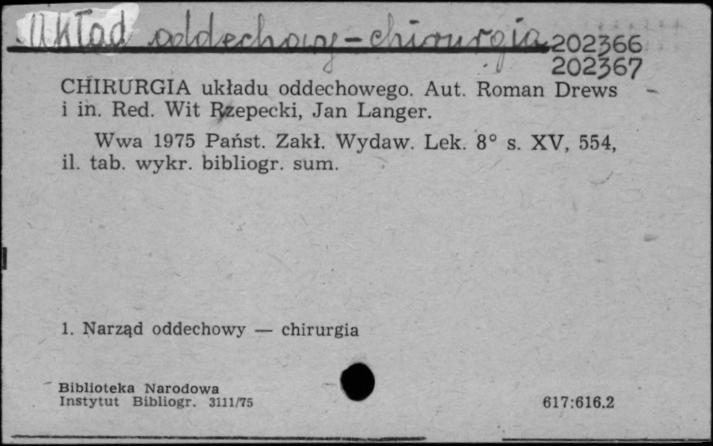 Układ oddechowy - chirurgia 202366
202367
CHIRURGIA układu oddechowego. Aut. Roman Drews
i in. Red. Wit Rzepecki, Jan Langer.
Wwa 1975 Państ. Zakł. Wydaw. Lek. 8° s. XV, 554,
il. tab. wykr. bibliogr. sum.
1. Narząd oddechowy — chirurgia
Biblioteka Narodowa
Instytut Bibliogr. 3111/75
617:616.2